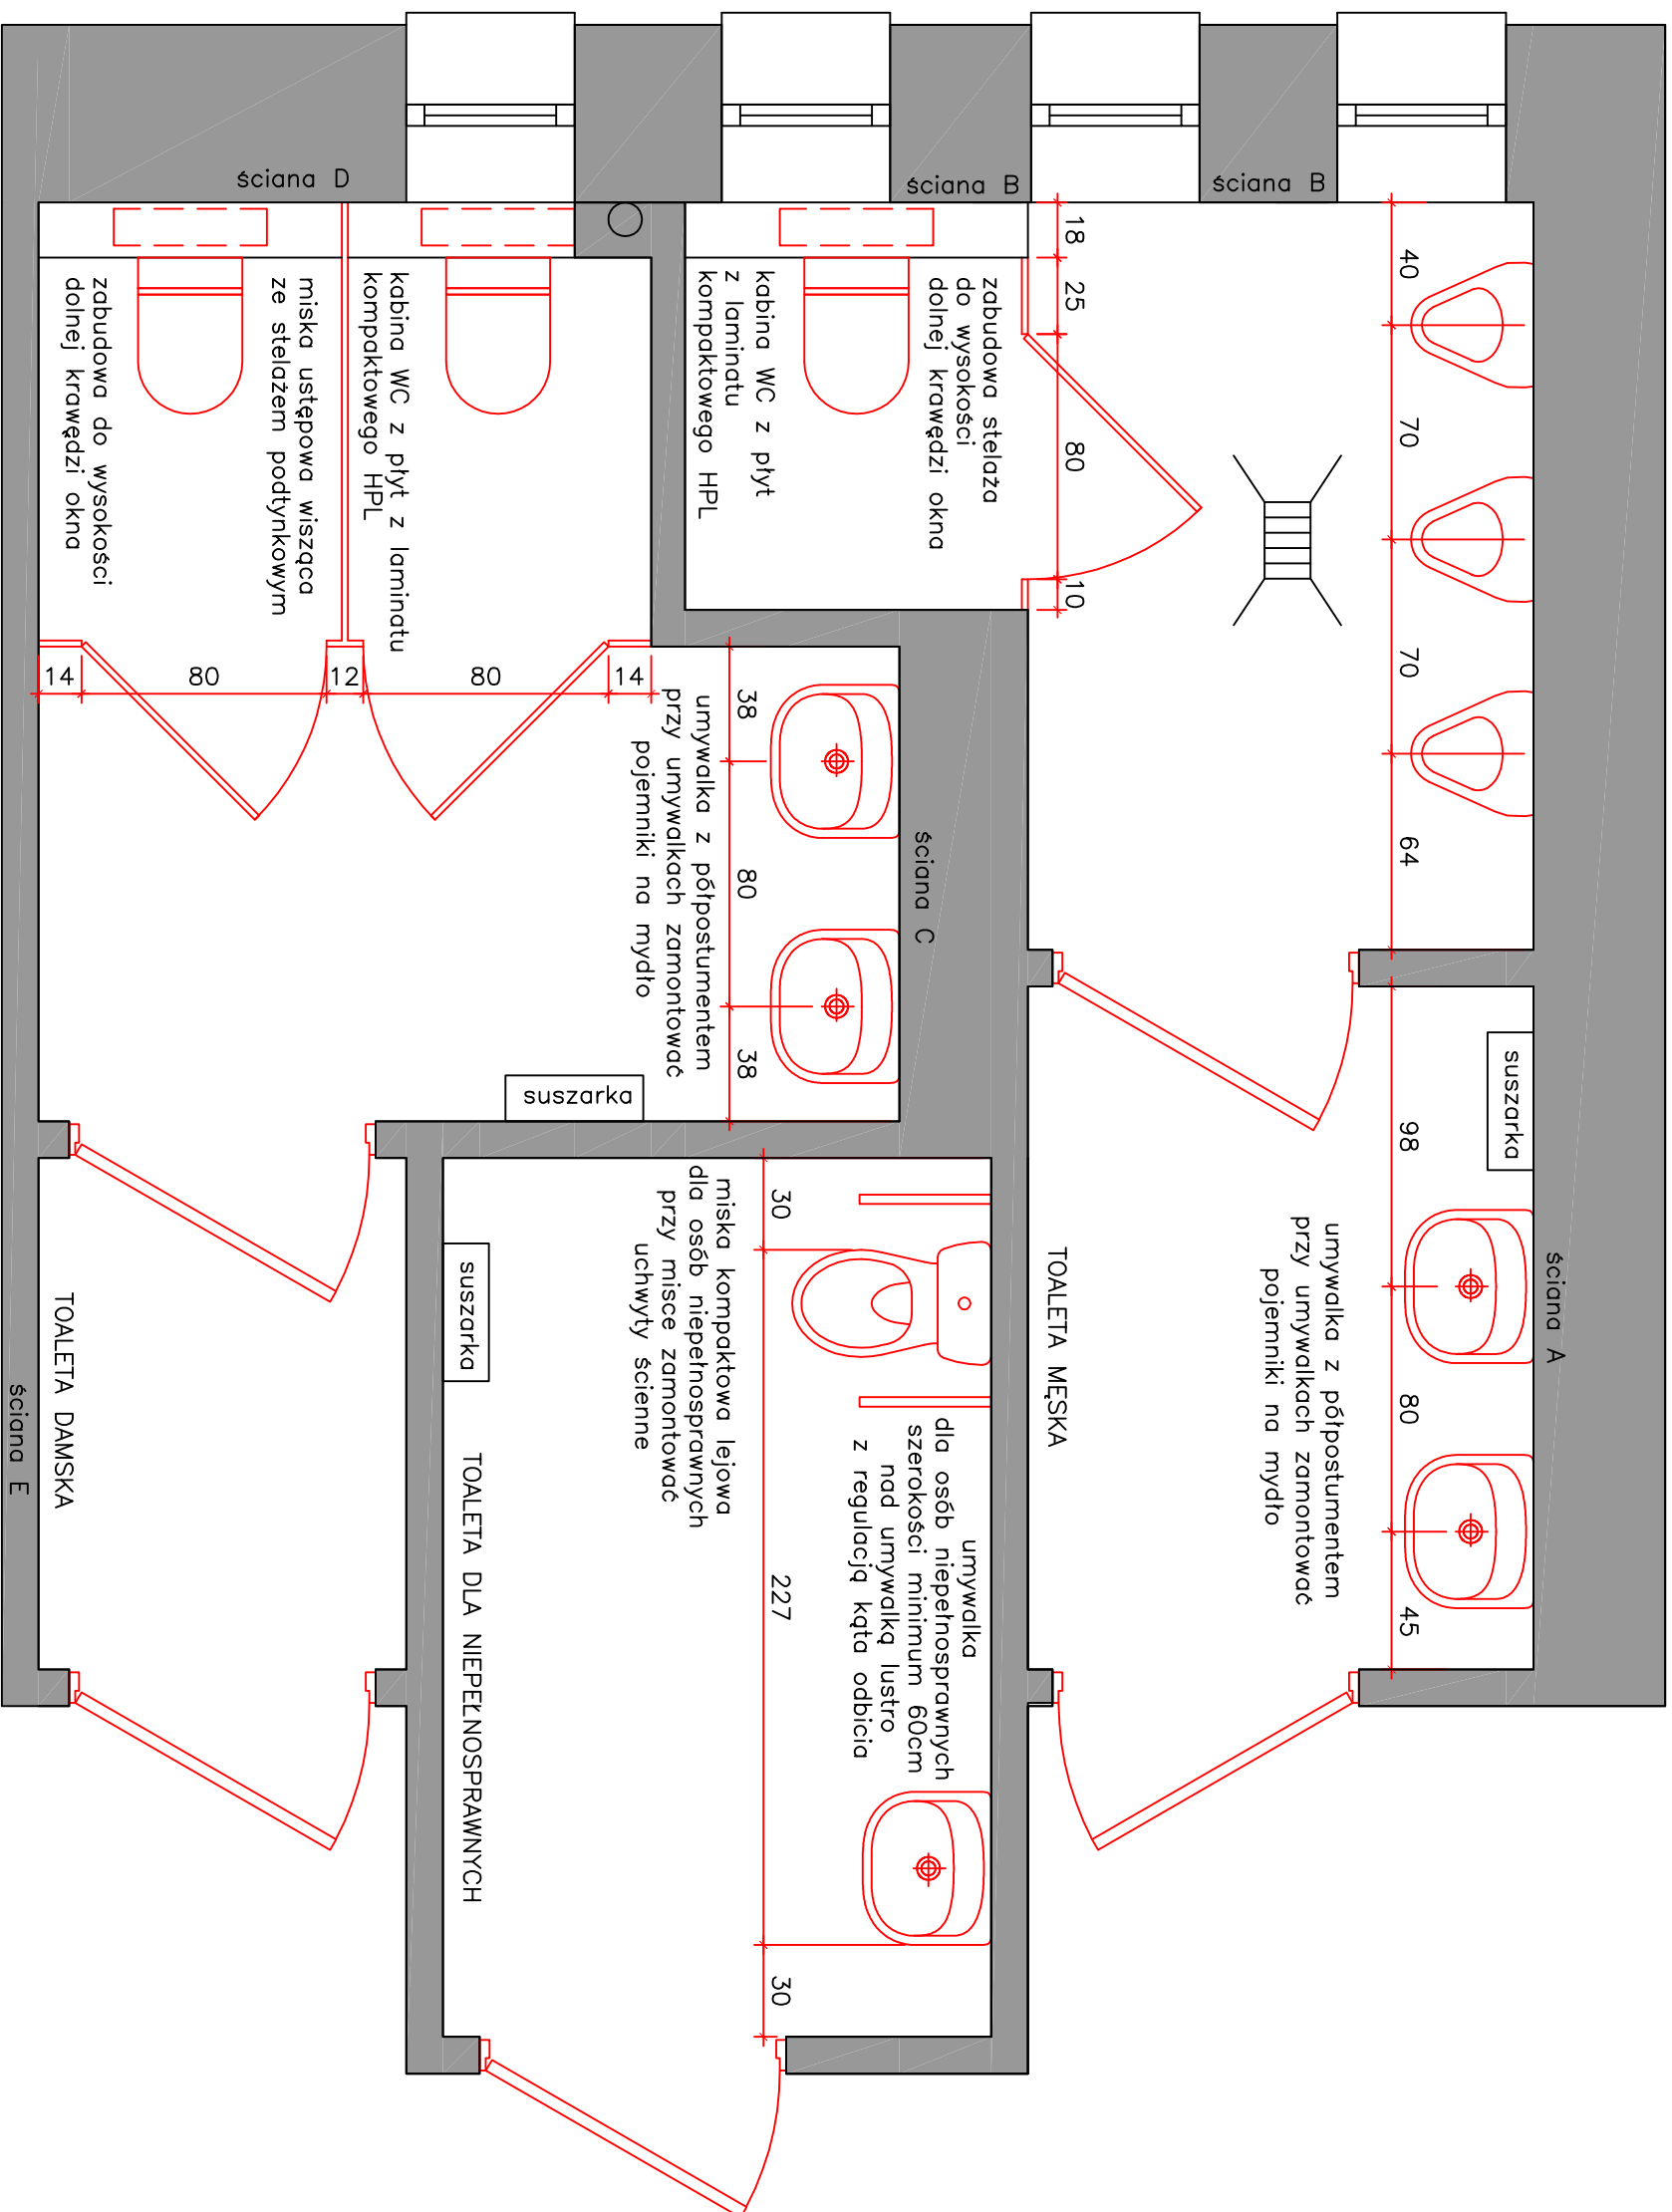 ściana D
ściana B
ściana B
18
25
80
10
40
70
70
64
zabudowa stelaża
do wysokości
dolnej krawędzi okna
kabina WC z płyt
z laminatu
kompaktowego HPL
kabina WC z płyt z laminatu
kompaktowego HPL
miska ustępowa wisząca
ze stelażem podtynkowym
zabudowa do wysokości
dolnej krawędzi okna
14
80
12
80
14
38
80
38
umywalka z półpostumentem
przy umywalkach zamontować
pojemniki na mydło
ściana C
suszarka
suszarka
98
80
45
ściana A
umywalka z półpostumentem
przy umywalkach zamontować
pojemniki na mydło
TOALETA MĘSKA
30
227
30
miska kompaktowa lejowa
dla osób niepełnosprawnych
przy misce zamontować
uchwyty ścienne
umywalka
dla osób niepełnosprawnych
szerokości minimum 60cm
nad umywalką lustro
z regulacją kąta odbicia
suszarka
TOALETA DLA NIEPEŁNOSPRAWNYCH
TOALETA DAMSKA
ściana E